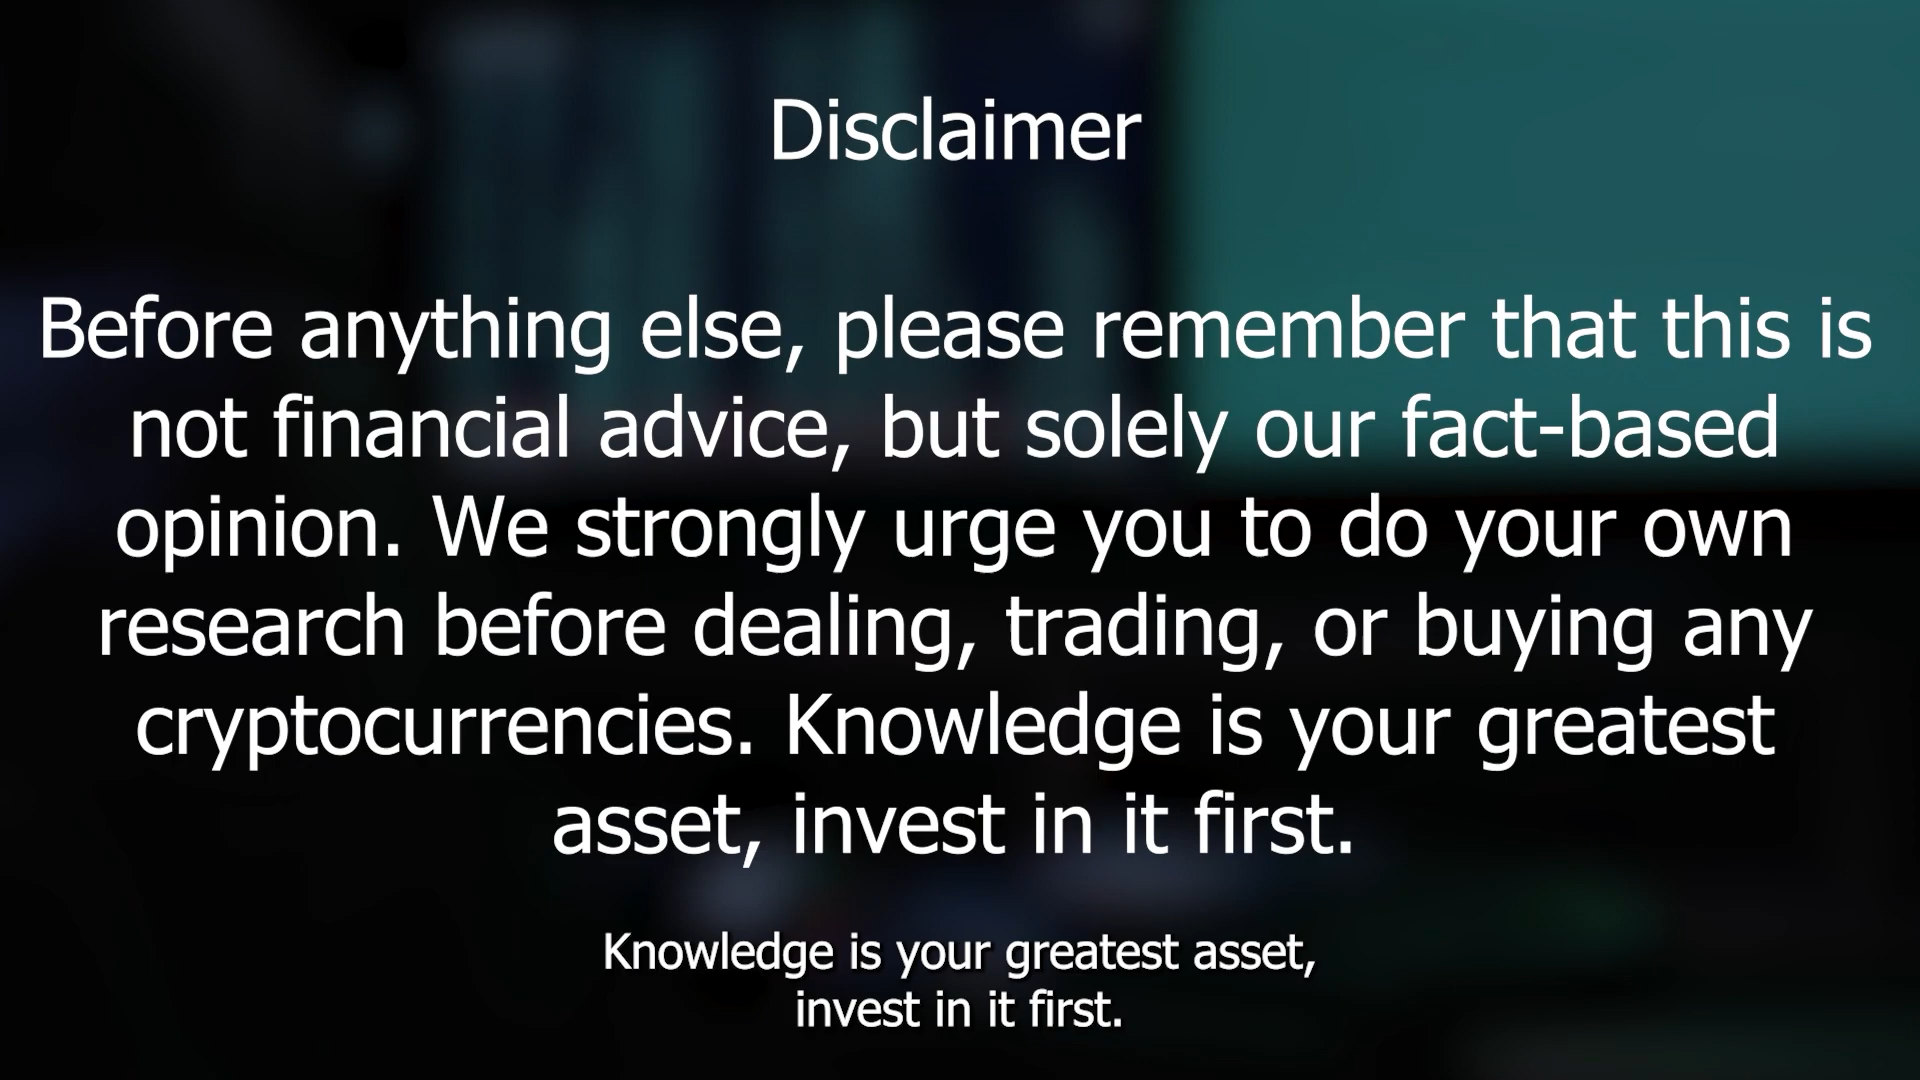 Disclaimer
Before anything else, please remember that this is
not financial advice, but solely our fact-based
opinion. We strongly urge you to do your own
research before dealing, trading, or buying any
cryptocurrencies. Knowledge is your greatest
asset, invest in it first.
Knowledge is your greatest asset,
invest in it first.